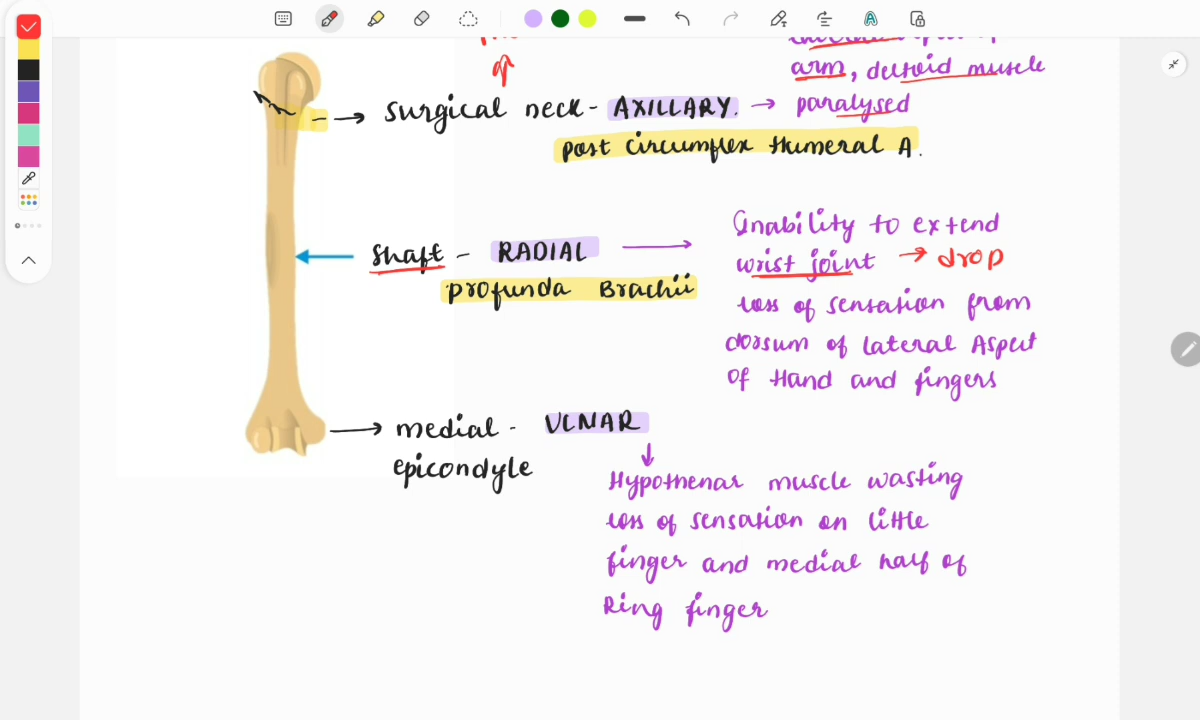 arm, deltoid muscle
surgical neck - AXILLARY. → paralysed
post circumflex Humeral A.
Inability to extend
shaft - RADIAL → wrist joint → drop
profunda Brachii
loss of sensation from
dorsum of lateral Aspect
of Hand and fingers
medial - ULNAR
epicondyle
Hypothenar muscle wasting
loss of sensation on little
finger and medial half of
Ring finger